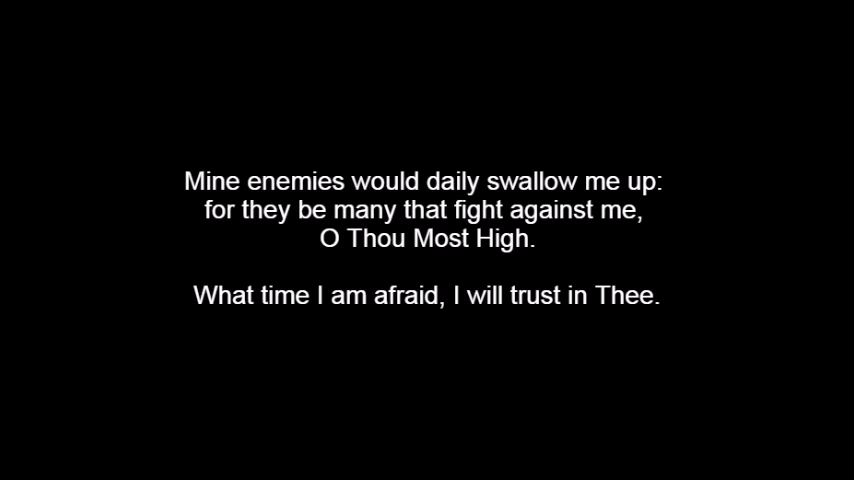 Mine enemies would daily swallow me up:
for they be many that fight against me,
O Thou Most High.
What time I am afraid, I will trust in Thee.